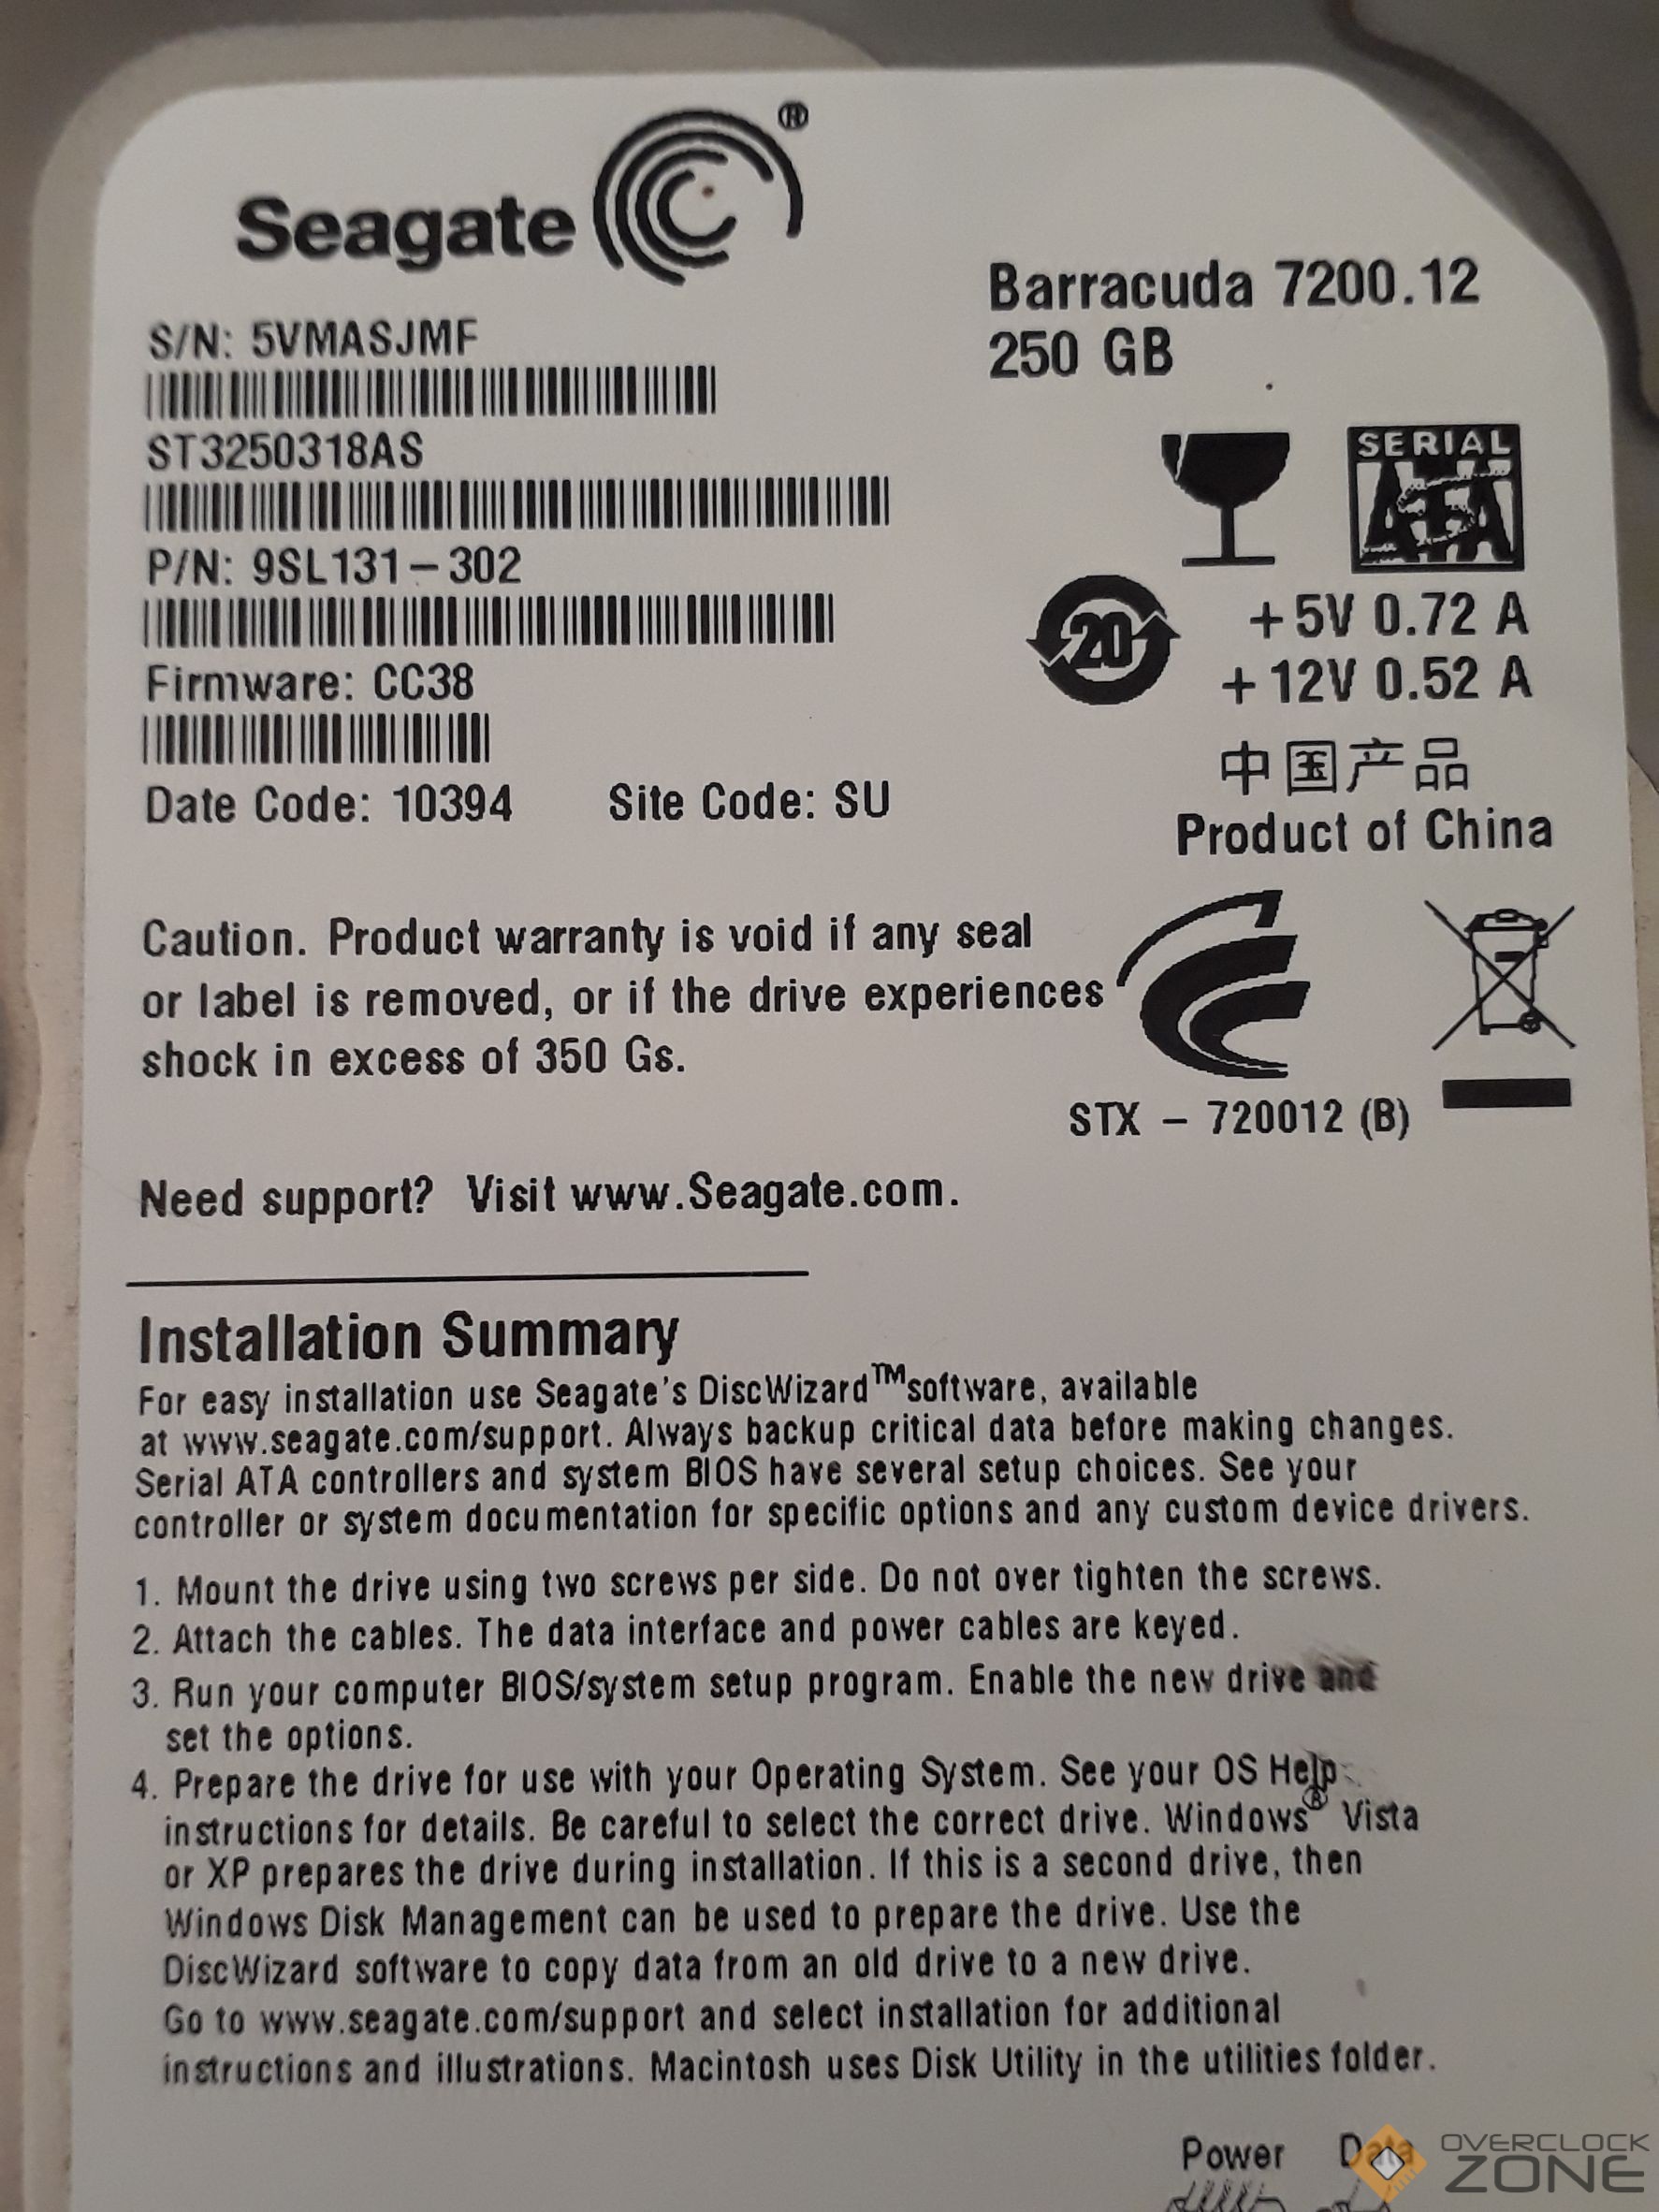 Seagate®
Barracuda 7200.12
250 GB
S/N: 5VMASJMF
ST3250318AS
P/N: 9SL131-302
Firmware: CC38
Date Code: 10394 Site Code: SU
SERIAL
ATA
20
+5V 0.72 A
+12V 0.52 A
中国产品
Product of China
Caution. Product warranty is void if any seal
or label is removed, or if the drive experiences
shock in excess of 350 Gs.
STX - 720012 (B)
Need support? Visit www.Seagate.com.
Installation Summary
For easy installation use Seagate's DiscWizard™ software, available
at www.seagate.com/support. Always backup critical data before making changes.
Serial ATA controllers and system BIOS have several setup choices. See your
controller or system documentation for specific options and any custom device drivers.
1. Mount the drive using two screws per side. Do not over tighten the screws.
2. Attach the cables. The data interface and power cables are keyed.
3. Run your computer BIOS/system setup program. Enable the new drive and
set the options.
4. Prepare the drive for use with your Operating System. See your OS Help
instructions for details. Be careful to select the correct drive. Windows® Vista
or XP prepares the drive during installation. If this is a second drive, then
Windows Disk Management can be used to prepare the drive. Use the
DiscWizard software to copy data from an old drive to a new drive.
Go to www.seagate.com/support and select installation for additional
instructions and illustrations. Macintosh uses Disk Utility in the utilities folder.
Power Data
OVERCLOCK
ZONE